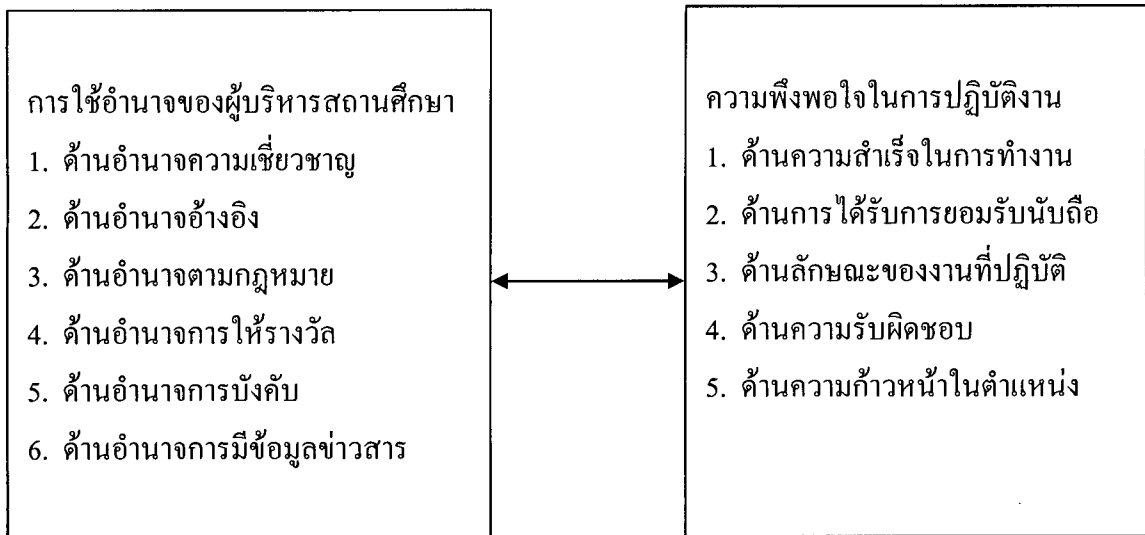 การใช้อำนาจของผู้บริหารสถานศึกษา
1. ด้านอำนาจความเชี่ยวชาญ
2. ด้านอำนาจอ้างอิง
3. ด้านอำนาจตามกฎหมาย
4. ด้านอำนาจการให้รางวัล
5. ด้านอำนาจการบังคับ
6. ด้านอำนาจการมีข้อมูลข่าวสาร
ความพึงพอใจในการปฏิบัติงาน
1. ด้านความสำเร็จในการทำงาน
2. ด้านการได้รับการยอมรับนับถือ
3. ด้านลักษณะของงานที่ปฏิบัติ
4. ด้านความรับผิดชอบ
5. ด้านความก้าวหน้าในตำแหน่ง